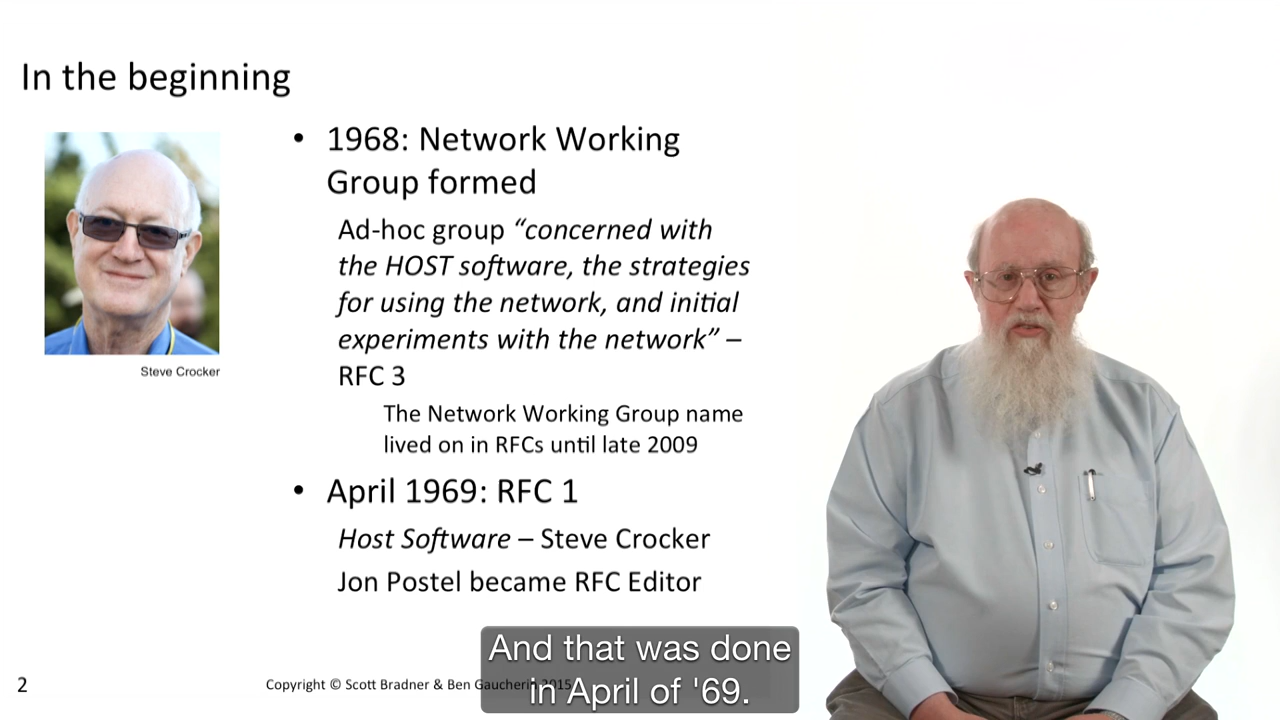 In the beginning
Steve Crocker
• 1968: Network Working
Group formed
Ad-hoc group “concerned with
the HOST software, the strategies
for using the network, and initial
experiments with the network” –
RFC 3
The Network Working Group name
lived on in RFCs until late 2009
• April 1969: RFC 1
Host Software – Steve Crocker
Jon Postel became RFC Editor
And that was done
in April of '69.
2
Copyright © Scott Bradner & Ben Gaucherin 2015